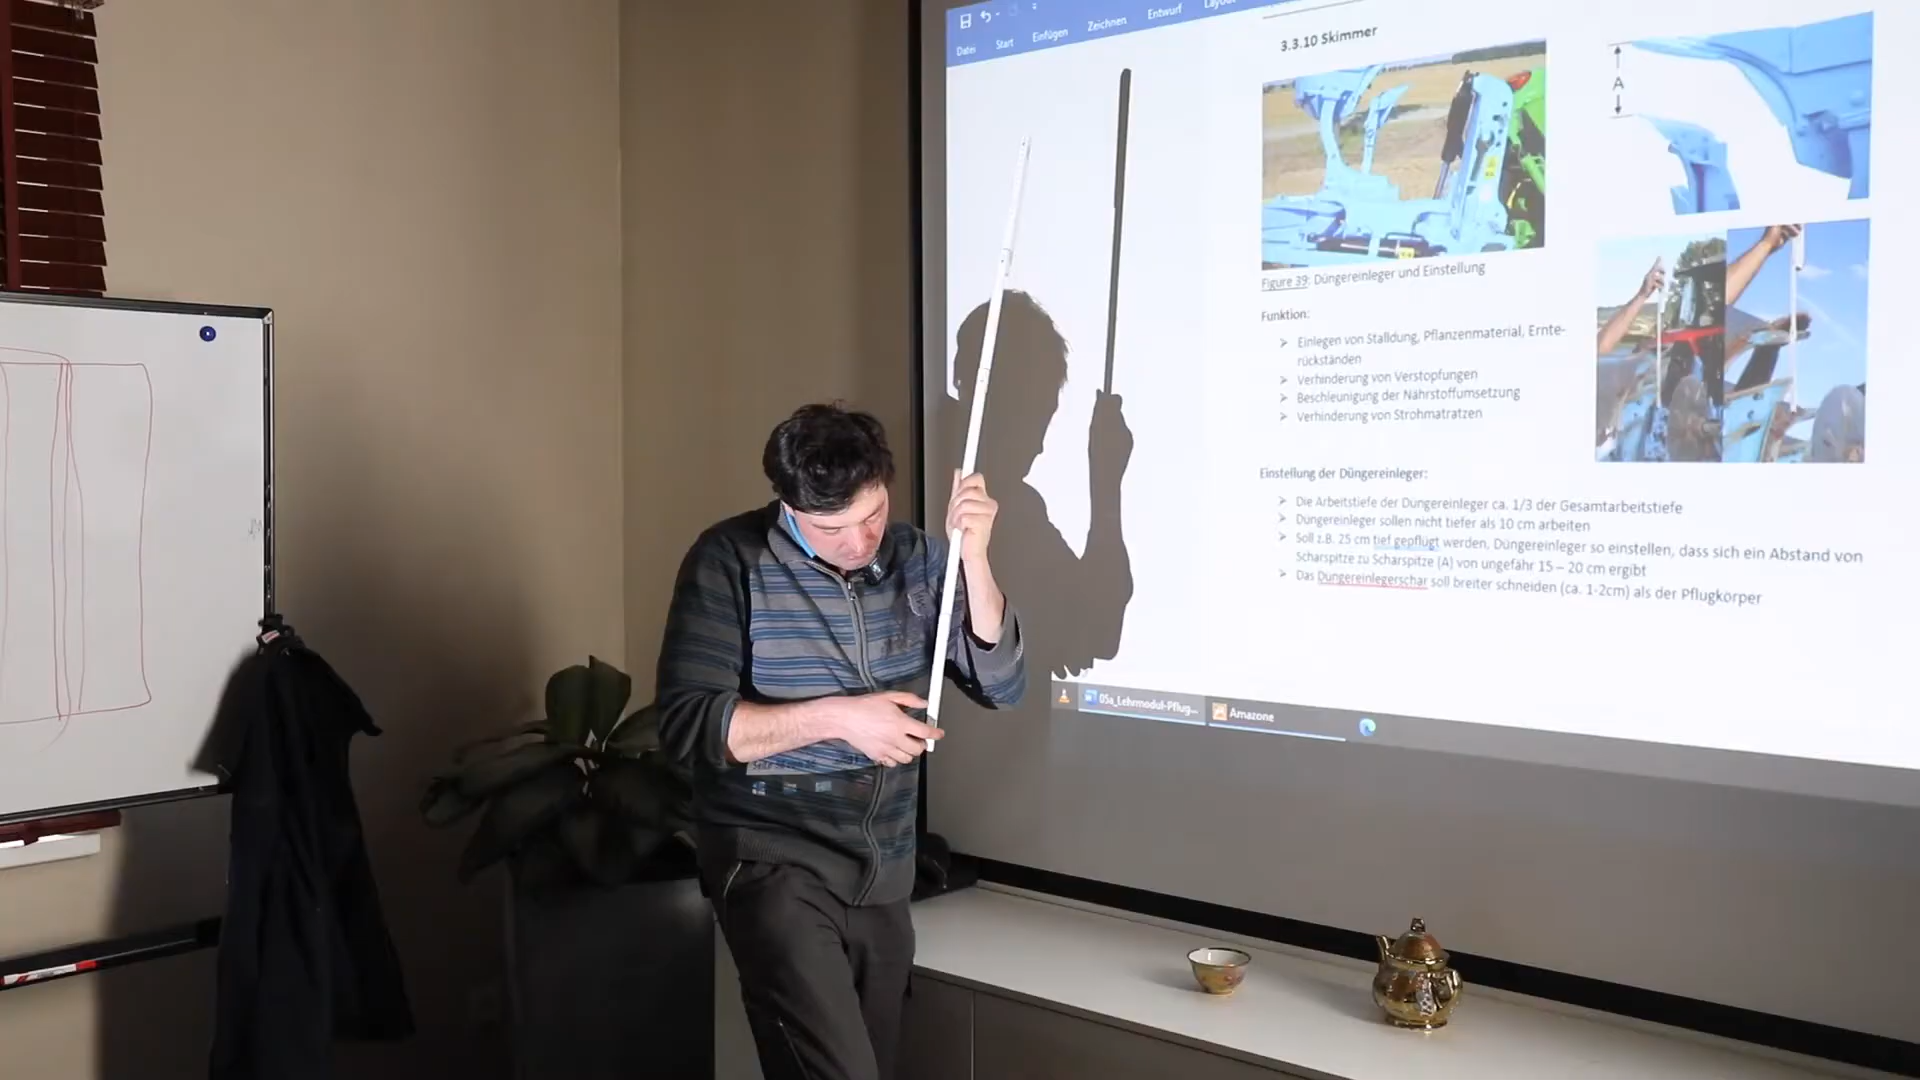 Datei Start Einfügen Zeichnen Entwurf Layout
3.3.10 Skimmer
A
Figure 39: Düngereinleger und Einstellung
Funktion:
➢ Einlegen von Stalldung, Pflanzenmaterial, Ernte-
rückständen
➢ Verhinderung von Verstopfungen
➢ Beschleunigung der Nährstoffumsetzung
➢ Verhinderung von Strohmatratzen
Einstellung der Düngereinleger:
➢ Die Arbeitstiefe der Düngereinleger ca. 1/3 der Gesamtarbeitstiefe
➢ Düngereinleger sollen nicht tiefer als 10 cm arbeiten
➢ Soll z.B. 25 cm tief gepflügt werden, Düngereinleger so einstellen, dass sich ein Abstand von
Scharspitze zu Scharspitze (A) von ungefähr 15 – 20 cm ergibt
➢ Das Düngereinlegerschar soll breiter schneiden (ca. 1-2cm) als der Pflugkörper
05a_Lehrmodul-Pflug... Amazone